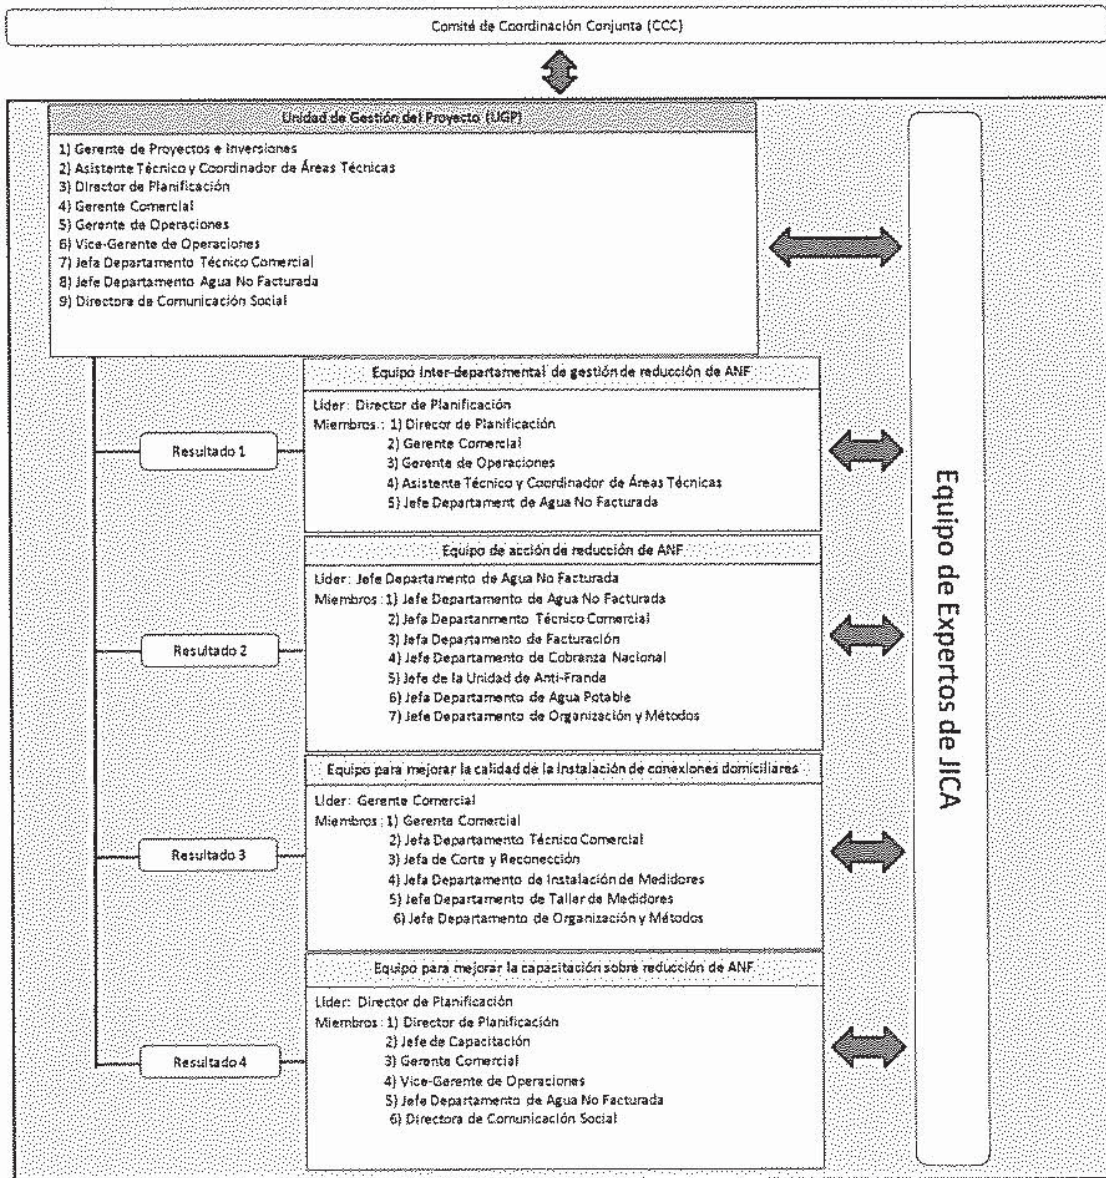 Comité de Coordinación Conjunta (CCC)
Unidad de Gestión del Proyecto (UGP)
1) Gerente de Proyectos e Inversiones
2) Asistente Técnico y Coordinador de Áreas Técnicas
3) Director de Planificación
4) Gerente Comercial
5) Gerente de Operaciones
6) Vice-Gerente de Operaciones
7) Jefa Departamento Técnico Comercial
8) Jefe Departamento Agua No Facturada
9) Directora de Comunicación Social
Resultado 1
Equipo Inter-departamental de gestión de reducción de ANF
Líder: Director de Planificación
Miembros : 1) Direcor de Planificación
2) Gerente Comercial
3) Gerente de Operaciones
4) Asistente Técnico y Coordinador de Áreas Técnicas
5) Jefe Department de Agua No Facturada
Resultado 2
Equipo de acción de reducción de ANF
Líder: Jefe Departamento de Agua No Facturada
Miembros : 1) Jefe Departamento de Agua No Facturada
2) Jefa Departanmento Técnico Comercial
3) Jefa Departamento de Facturación
4) Jefe Departamento de Cobranza Nacional
5) Jefe de la Unidad de Anti-Franda
6) Jefa Departamento de Agua Potable
7) Jefe Departamento de Organización y Métodos
Resultado 3
Equipo para mejorar la calidad de la instalación de conexiones domiciliares
Líder: Gerente Comercial
Miembros : 1) Gerente Comercial
2) Jefa Departamento Técnico Comercial
3) Jefa de Corte y Reconección
4) Jefa Departamento de Instalación de Medidores
5) Jefe Departamento de Taller de Medidores
6) Jefe Departamento de Organización y Métodos
Resultado 4
Equipo para mejorar la capacitación sobre reducción de ANF
Líder: Director de Planificación
Miembros : 1) Director de Planificación
2) Jefe de Capacitación
3) Gerente Comercial
4) Vice-Gerente de Operaciones
5) Jefe Departamento de Agua No Facturada
6) Directora de Comunicación Social
Equipo de Expertos de JICA